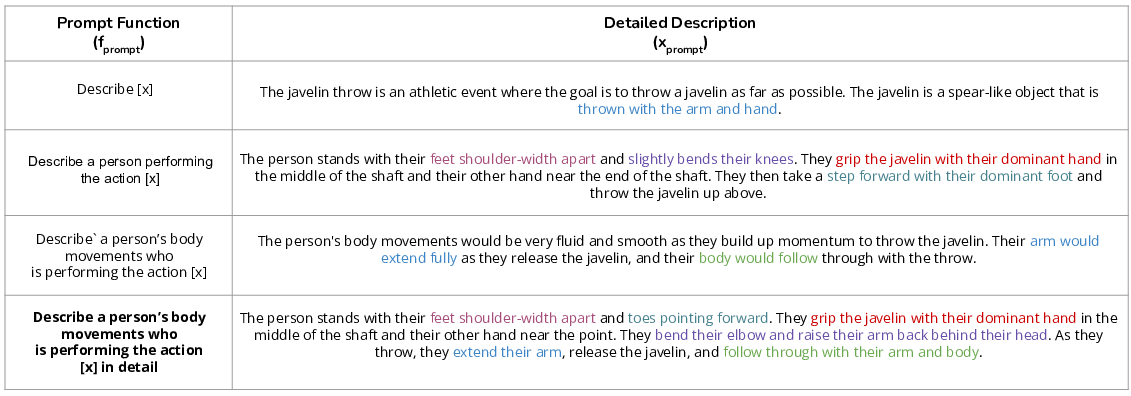 Prompt Function
(f_prompt)
Detailed Description
(x_prompt)
Describe [x]
The javelin throw is an athletic event where the goal is to throw a javelin as far as possible. The javelin is a spear-like object that is
thrown with the arm and hand.
Describe a person performing
the action [x]
The person stands with their feet shoulder-width apart and slightly bends their knees. They grip the javelin with their dominant hand in
the middle of the shaft and their other hand near the end of the shaft. They then take a step forward with their dominant foot and
throw the javelin up above.
Describe` a person’s body
movements who
is performing the action [x]
The person's body movements would be very fluid and smooth as they build up momentum to throw the javelin. Their arm would
extend fully as they release the javelin, and their body would follow through with the throw.
Describe a person’s body
movements who
is performing the action
[x] in detail
The person stands with their feet shoulder-width apart and toes pointing forward. They grip the javelin with their dominant hand in the
middle of the shaft and their other hand near the point. They bend their elbow and raise their arm back behind their head. As they
throw, they extend their arm, release the javelin, and follow through with their arm and body.